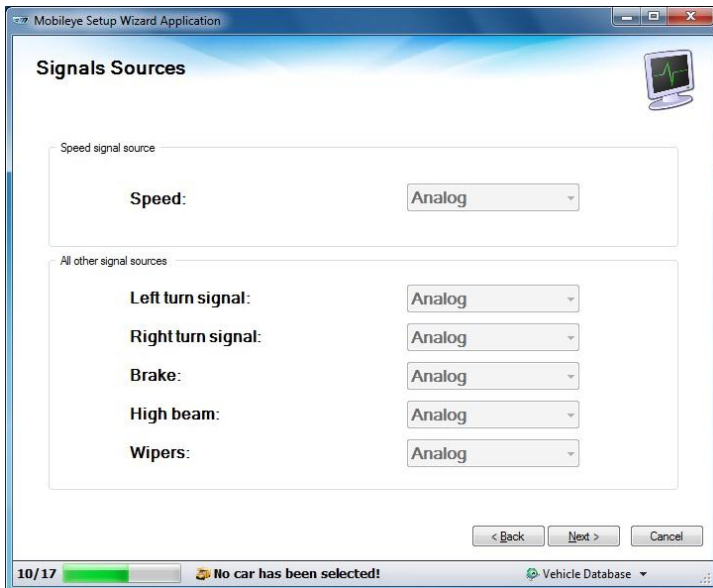 Mobileye Setup Wizard Application
Signals Sources
Speed signal source
Speed: Analog
All other signal sources
Left turn signal: Analog
Right turn signal: Analog
Brake: Analog
High beam: Analog
Wipers: Analog
< Back Next > Cancel
10/17 No car has been selected! Vehicle Database